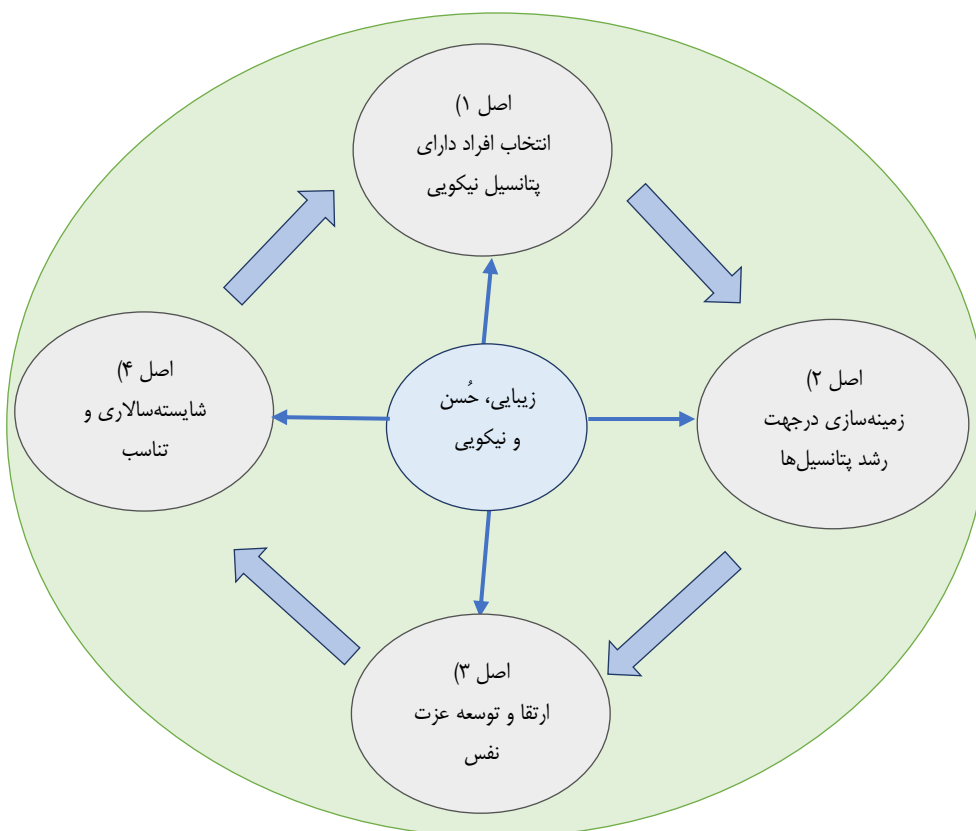 اصل ۱)
انتخاب افراد دارای
پتانسیل نیکویی
اصل ۲)
زمینه‌سازی درجهت
رشد پتانسیل‌ها
زیبایی، حُسن
و نیکویی
اصل ۴)
شایسته‌سالاری و
تناسب
اصل ۳)
ارتقا و توسعه عزت
نفس